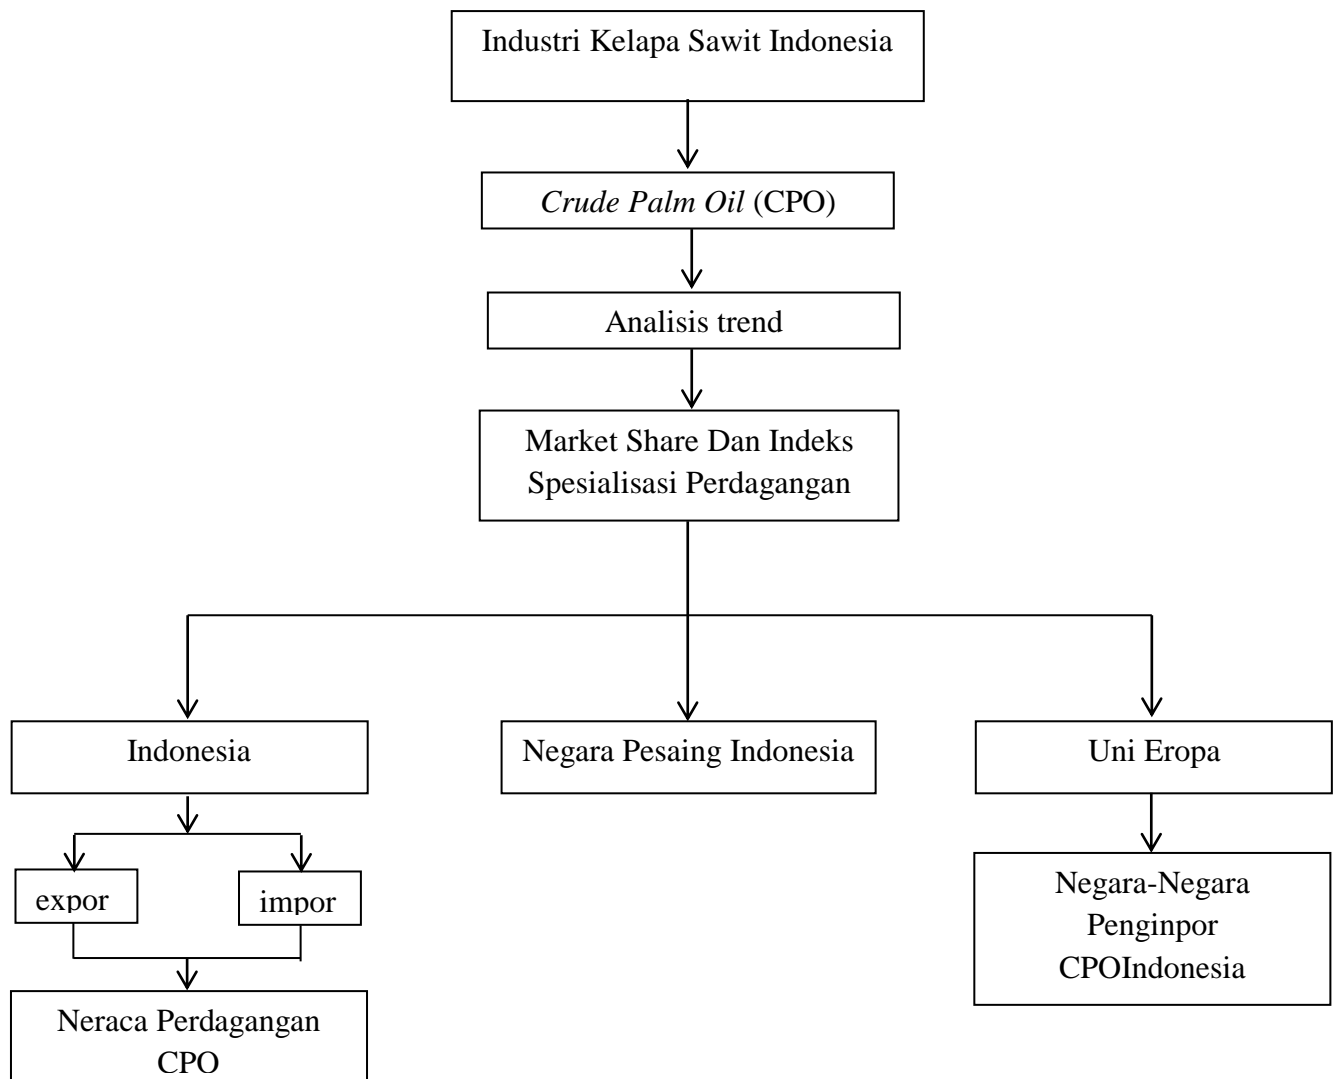 Industri Kelapa Sawit Indonesia
Crude Palm Oil (CPO)
Analisis trend
Market Share Dan Indeks
Spesialisasi Perdagangan
Indonesia
Negara Pesaing Indonesia
Uni Eropa
expor
impor
Negara-Negara
Penginpor
CPOIndonesia
Neraca Perdagangan
CPO